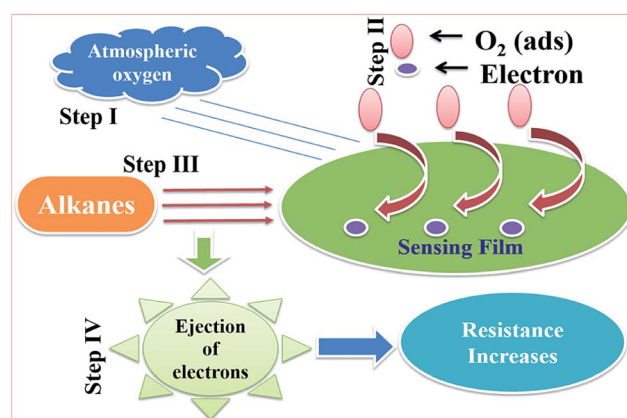 Atmospheric
oxygen
Step I
Step II
O₂ (ads)
Electron
Step III
Alkanes
Sensing Film
Step IV
Ejection
of
electrons
Resistance
Increases